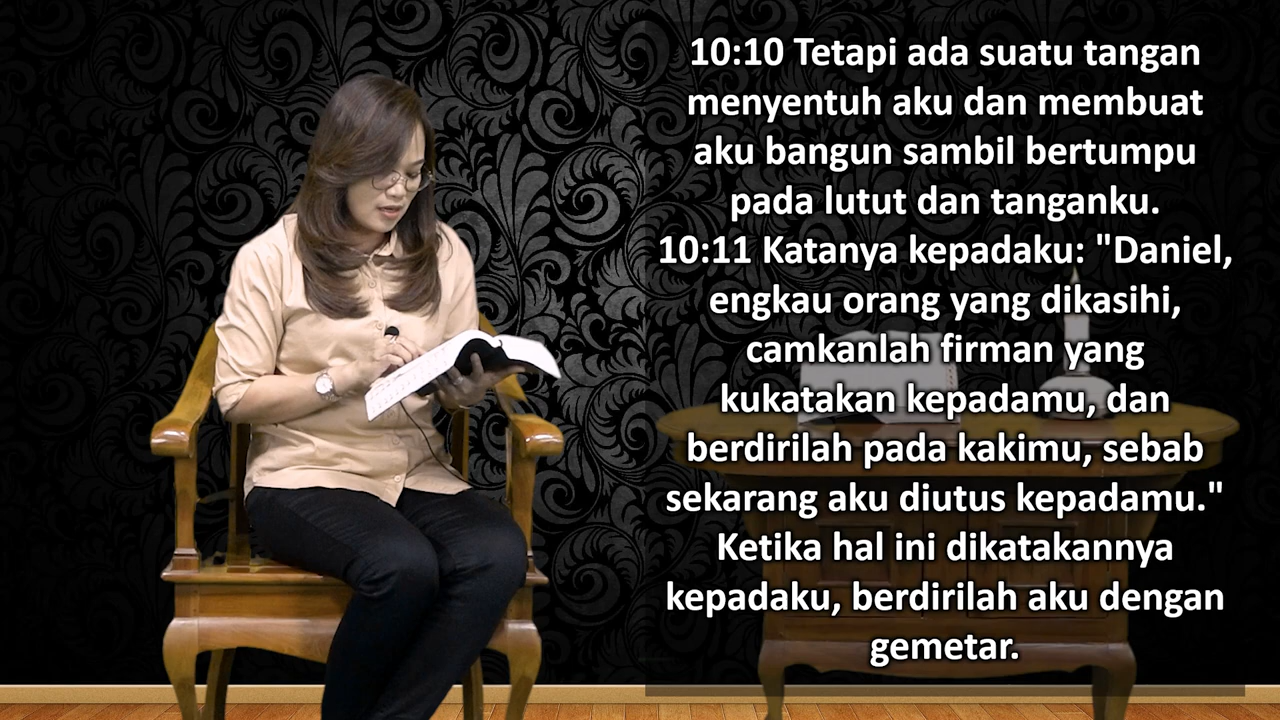 10:10 Tetapi ada suatu tangan
menyentuh aku dan membuat
aku bangun sambil bertumpu
pada lutut dan tanganku.
10:11 Katanya kepadaku: "Daniel,
engkau orang yang dikasihi,
camkanlah firman yang
kukatakan kepadamu, dan
berdirilah pada kakimu, sebab
sekarang aku diutus kepadamu."
Ketika hal ini dikatakannya
kepadaku, berdirilah aku dengan
gemetar.